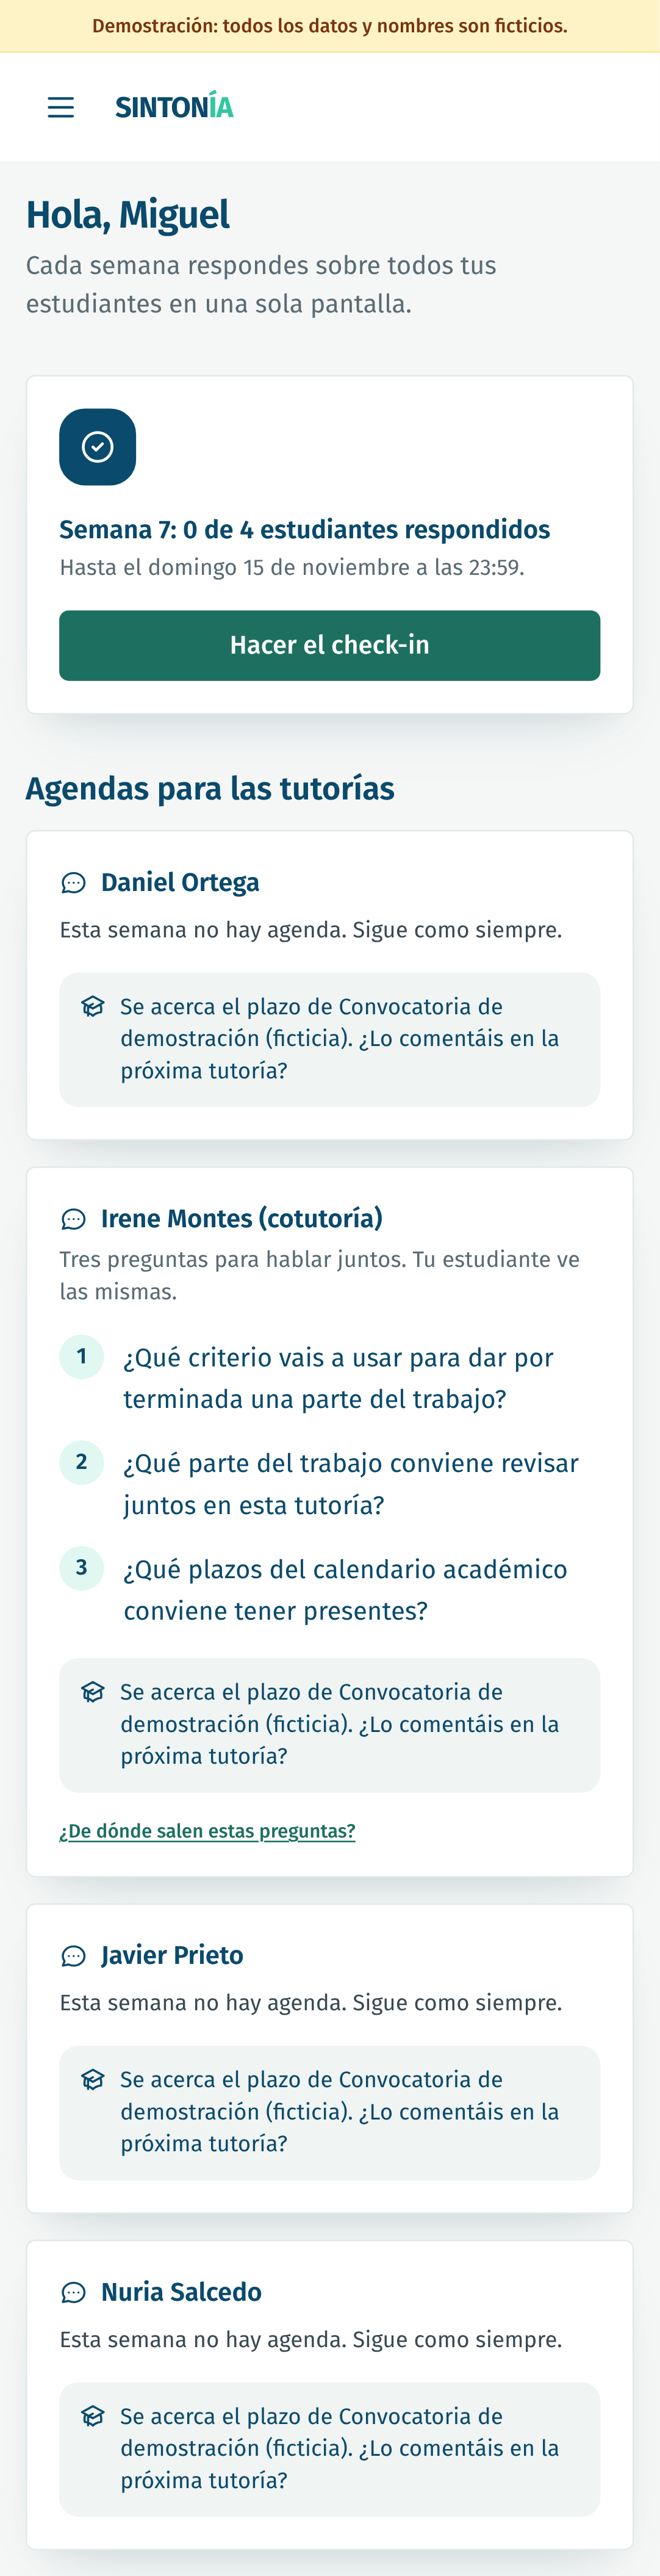 Demostración: todos los datos y nombres son ficticios.
SINTONÍA
Hola, Miguel
Cada semana respondes sobre todos tus
estudiantes en una sola pantalla.
Semana 7: 0 de 4 estudiantes respondidos
Hasta el domingo 15 de noviembre a las 23:59.
Hacer el check-in
Agendas para las tutorías
Daniel Ortega
Esta semana no hay agenda. Sigue como siempre.
Se acerca el plazo de Convocatoria de
demostración (ficticia). ¿Lo comentáis en la
próxima tutoría?
Irene Montes (cotutoría)
Tres preguntas para hablar juntos. Tu estudiante ve
las mismas.
1 ¿Qué criterio vais a usar para dar por
terminada una parte del trabajo?
2 ¿Qué parte del trabajo conviene revisar
juntos en esta tutoría?
3 ¿Qué plazos del calendario académico
conviene tener presentes?
Se acerca el plazo de Convocatoria de
demostración (ficticia). ¿Lo comentáis en la
próxima tutoría?
¿De dónde salen estas preguntas?
Javier Prieto
Esta semana no hay agenda. Sigue como siempre.
Se acerca el plazo de Convocatoria de
demostración (ficticia). ¿Lo comentáis en la
próxima tutoría?
Nuria Salcedo
Esta semana no hay agenda. Sigue como siempre.
Se acerca el plazo de Convocatoria de
demostración (ficticia). ¿Lo comentáis en la
próxima tutoría?